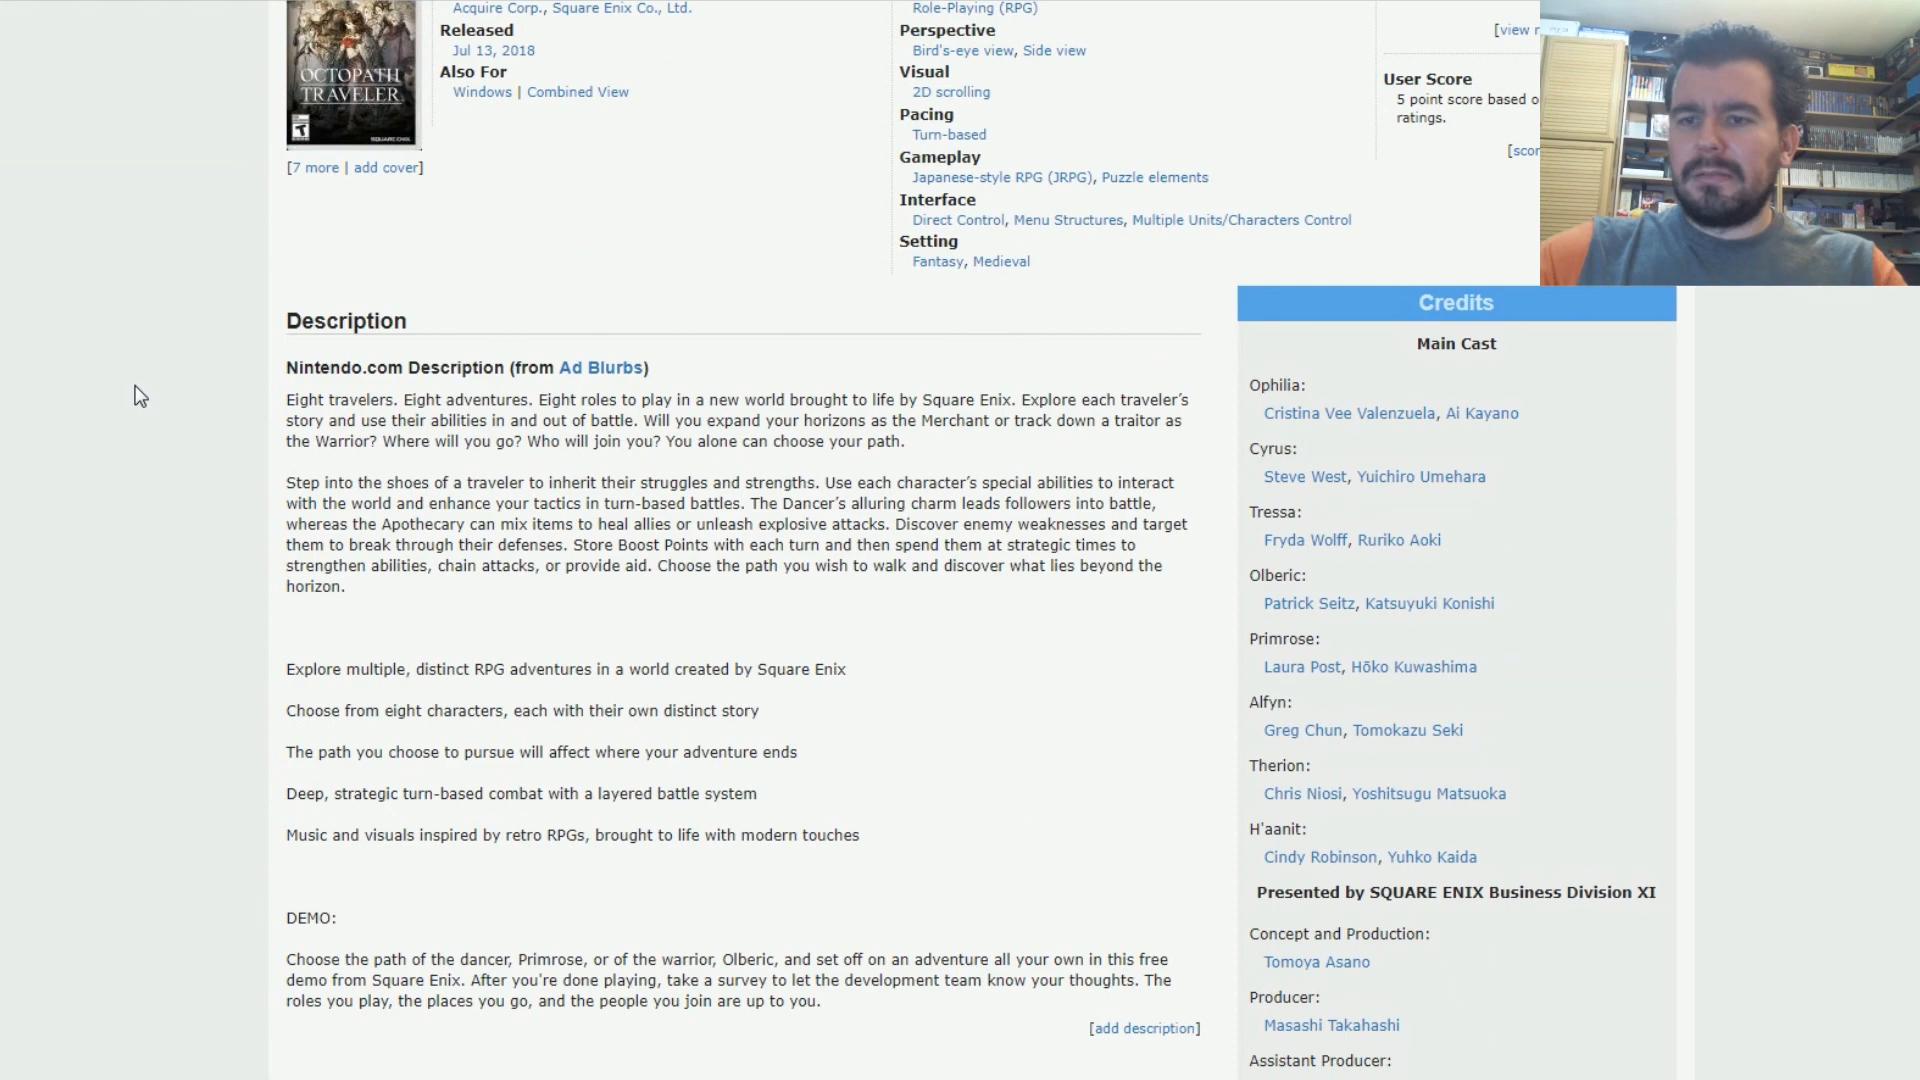 Acquire Corp., Square Enix Co., Ltd.
Released
Jul 13, 2018
Also For
Windows | Combined View
OCTOPATH
TRAVELER
T
SQUARE ENIX
[7 more | add cover]
Role-Playing (RPG)
Perspective
Bird's-eye view, Side view
Visual
2D scrolling
Pacing
Turn-based
Gameplay
Japanese-style RPG (JRPG), Puzzle elements
Interface
Direct Control, Menu Structures, Multiple Units/Characters Control
Setting
Fantasy, Medieval
[view
User Score
5 point score based
ratings.
Description
Nintendo.com Description (from Ad Blurbs)
Eight travelers. Eight adventures. Eight roles to play in a new world brought to life by Square Enix. Explore each traveler’s
story and use their abilities in and out of battle. Will you expand your horizons as the Merchant or track down a traitor as
the Warrior? Where will you go? Who will join you? You alone can choose your path.
Step into the shoes of a traveler to inherit their struggles and strengths. Use each character’s special abilities to interact
with the world and enhance your tactics in turn-based battles. The Dancer’s alluring charm leads followers into battle,
whereas the Apothecary can mix items to heal allies or unleash explosive attacks. Discover enemy weaknesses and target
them to break through their defenses. Store Boost Points with each turn and then spend them at strategic times to
strengthen abilities, chain attacks, or provide aid. Choose the path you wish to walk and discover what lies beyond the
horizon.
Explore multiple, distinct RPG adventures in a world created by Square Enix
Choose from eight characters, each with their own distinct story
The path you choose to pursue will affect where your adventure ends
Deep, strategic turn-based combat with a layered battle system
Music and visuals inspired by retro RPGs, brought to life with modern touches
DEMO:
Choose the path of the dancer, Primrose, or of the warrior, Olberic, and set off on an adventure all your own in this free
demo from Square Enix. After you're done playing, take a survey to let the development team know your thoughts. The
roles you play, the places you go, and the people you join are up to you.
[add description]
Credits
Main Cast
Ophilia:
Cristina Vee Valenzuela, Ai Kayano
Cyrus:
Steve West, Yuichiro Umehara
Tressa:
Fryda Wolff, Ruriko Aoki
Olberic:
Patrick Seitz, Katsuyuki Konishi
Primrose:
Laura Post, Hōko Kuwashima
Alfyn:
Greg Chun, Tomokazu Seki
Therion:
Chris Niosi, Yoshitsugu Matsuoka
H'aanit:
Cindy Robinson, Yuhko Kaida
Presented by SQUARE ENIX Business Division XI
Concept and Production:
Tomoya Asano
Producer:
Masashi Takahashi
Assistant Producer: